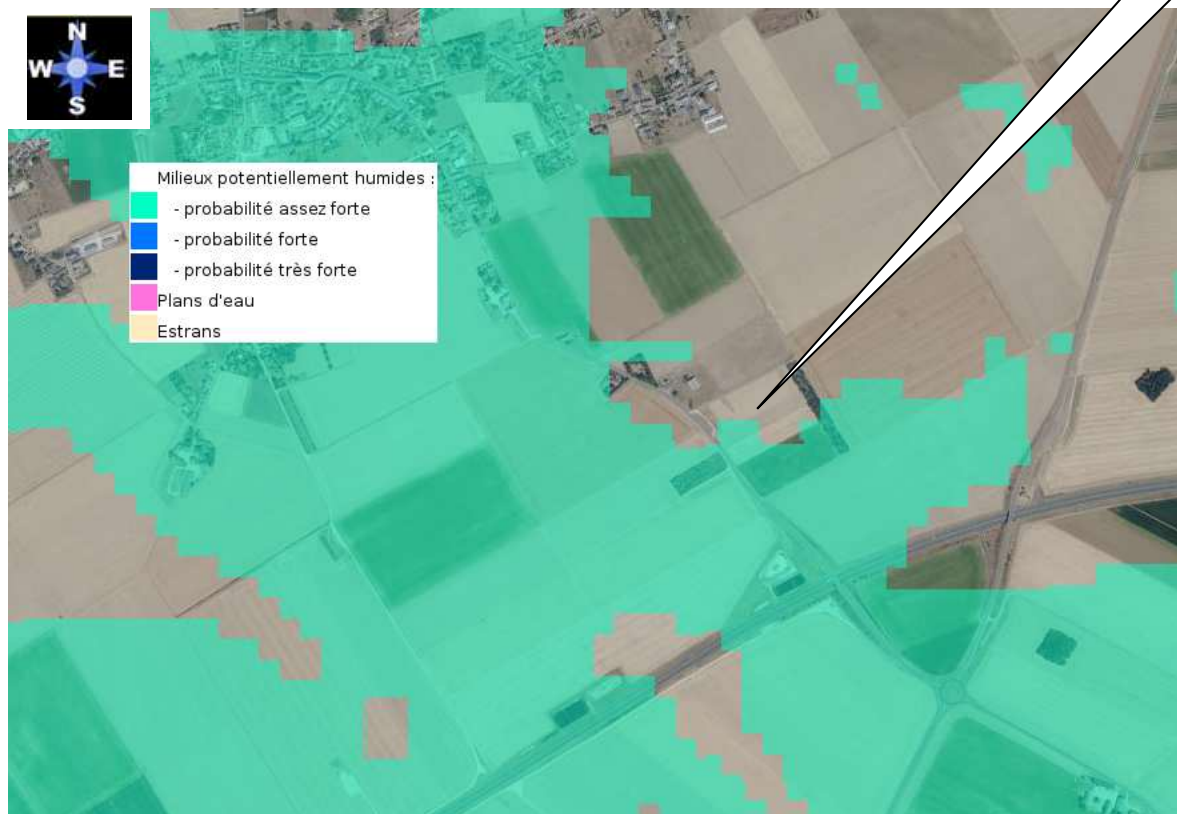 N
W E
S
Milieux potentiellement humides :
- probabilité assez forte
- probabilité forte
- probabilité très forte
Plans d'eau
Estrans